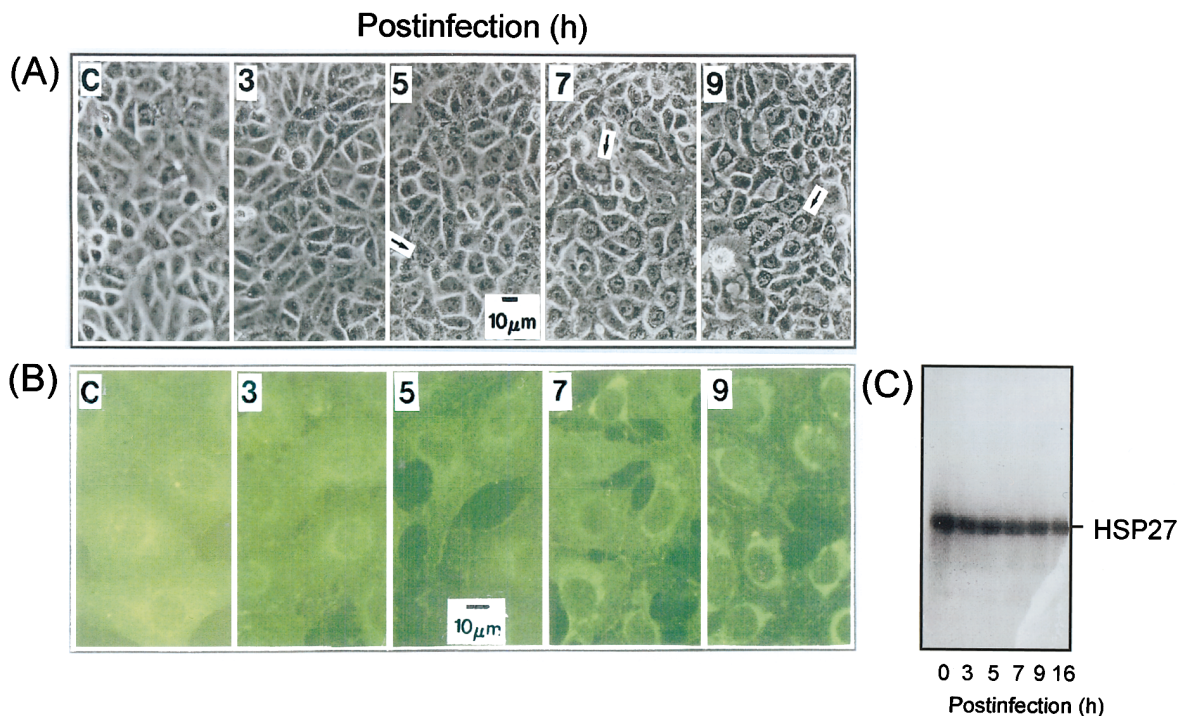 Postinfection (h)
(A)
C 3 5 7 9
10μm
(B)
C 3 5 7 9
10μm
(C)
HSP27
0 3 5 7 9 16
Postinfection (h)